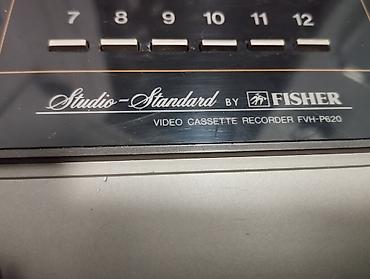 7 8 9 10 11 12
Studio-Standard BY FISHER
VIDEO CASSETTE RECORDER FVH-P620